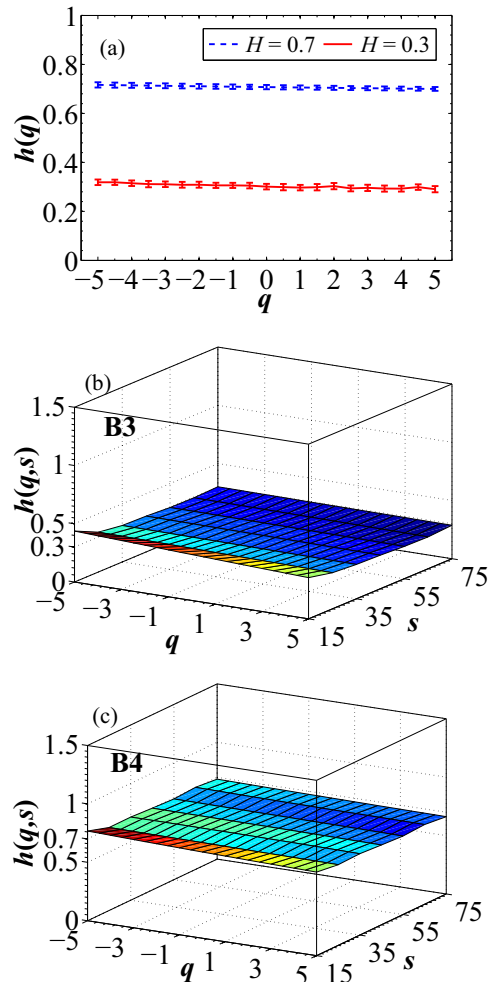 (a)
H = 0.7 H = 0.3
h(q)
1
0.8
0.6
0.4
0.2
0
−5 −4 −3 −2 −1 0 1 2 3 4 5
q
(b)
B3
h(q,s)
1.5
1
0.5
0.3
0
−5 −3 −1 1 3 5
q
15 35 55 75
s
(c)
B4
h(q,s)
1.5
1
0.7
0.5
0
−5 −3 −1 1 3 5
q
15 35 55 75
s